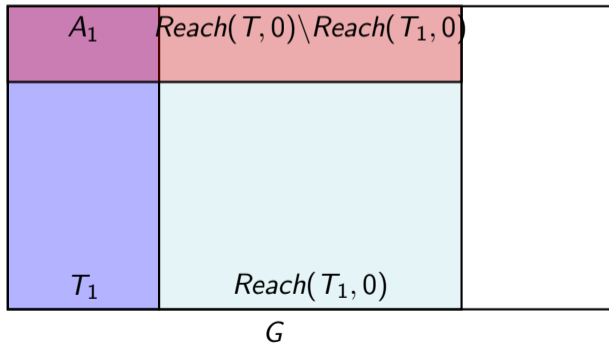 A₁ Reach(T, 0)\Reach(T₁, 0)
T₁ Reach(T₁, 0)
G